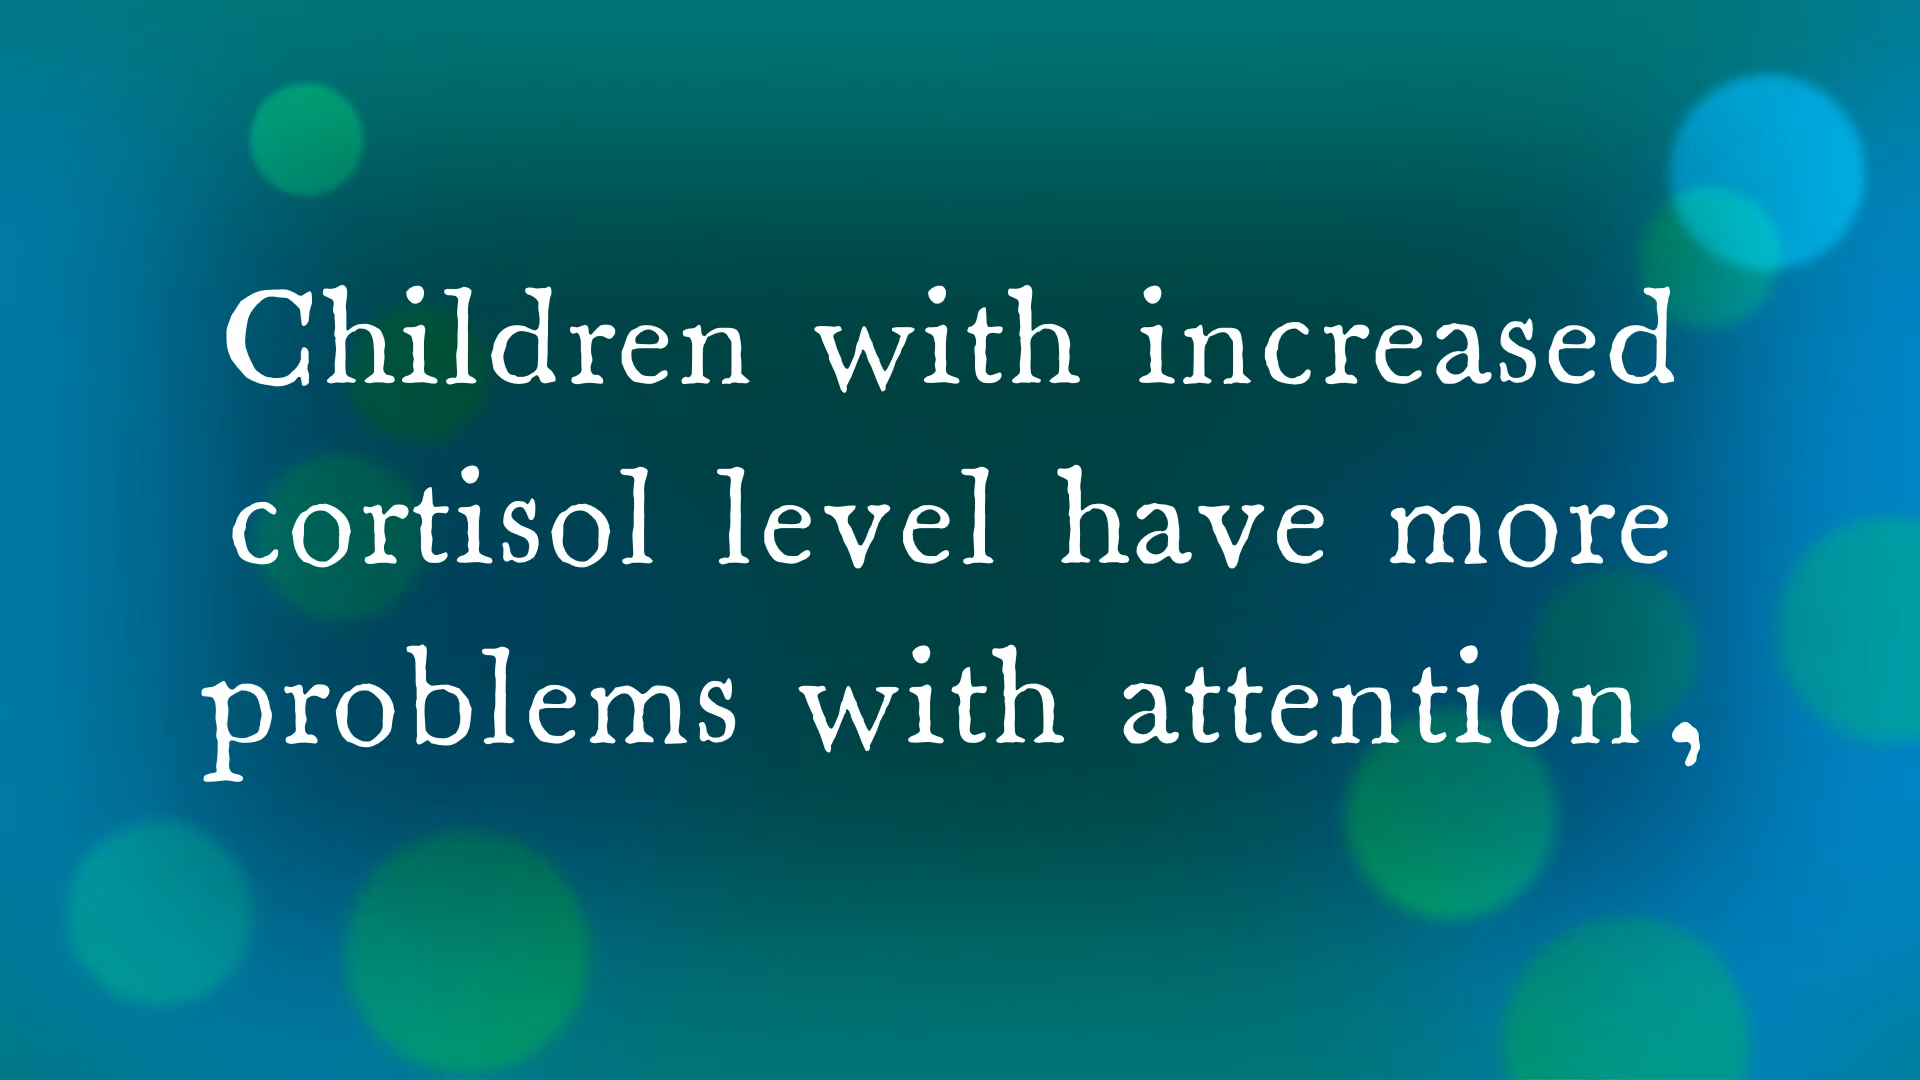 Children with increased
cortisol level have more
problems with attention,